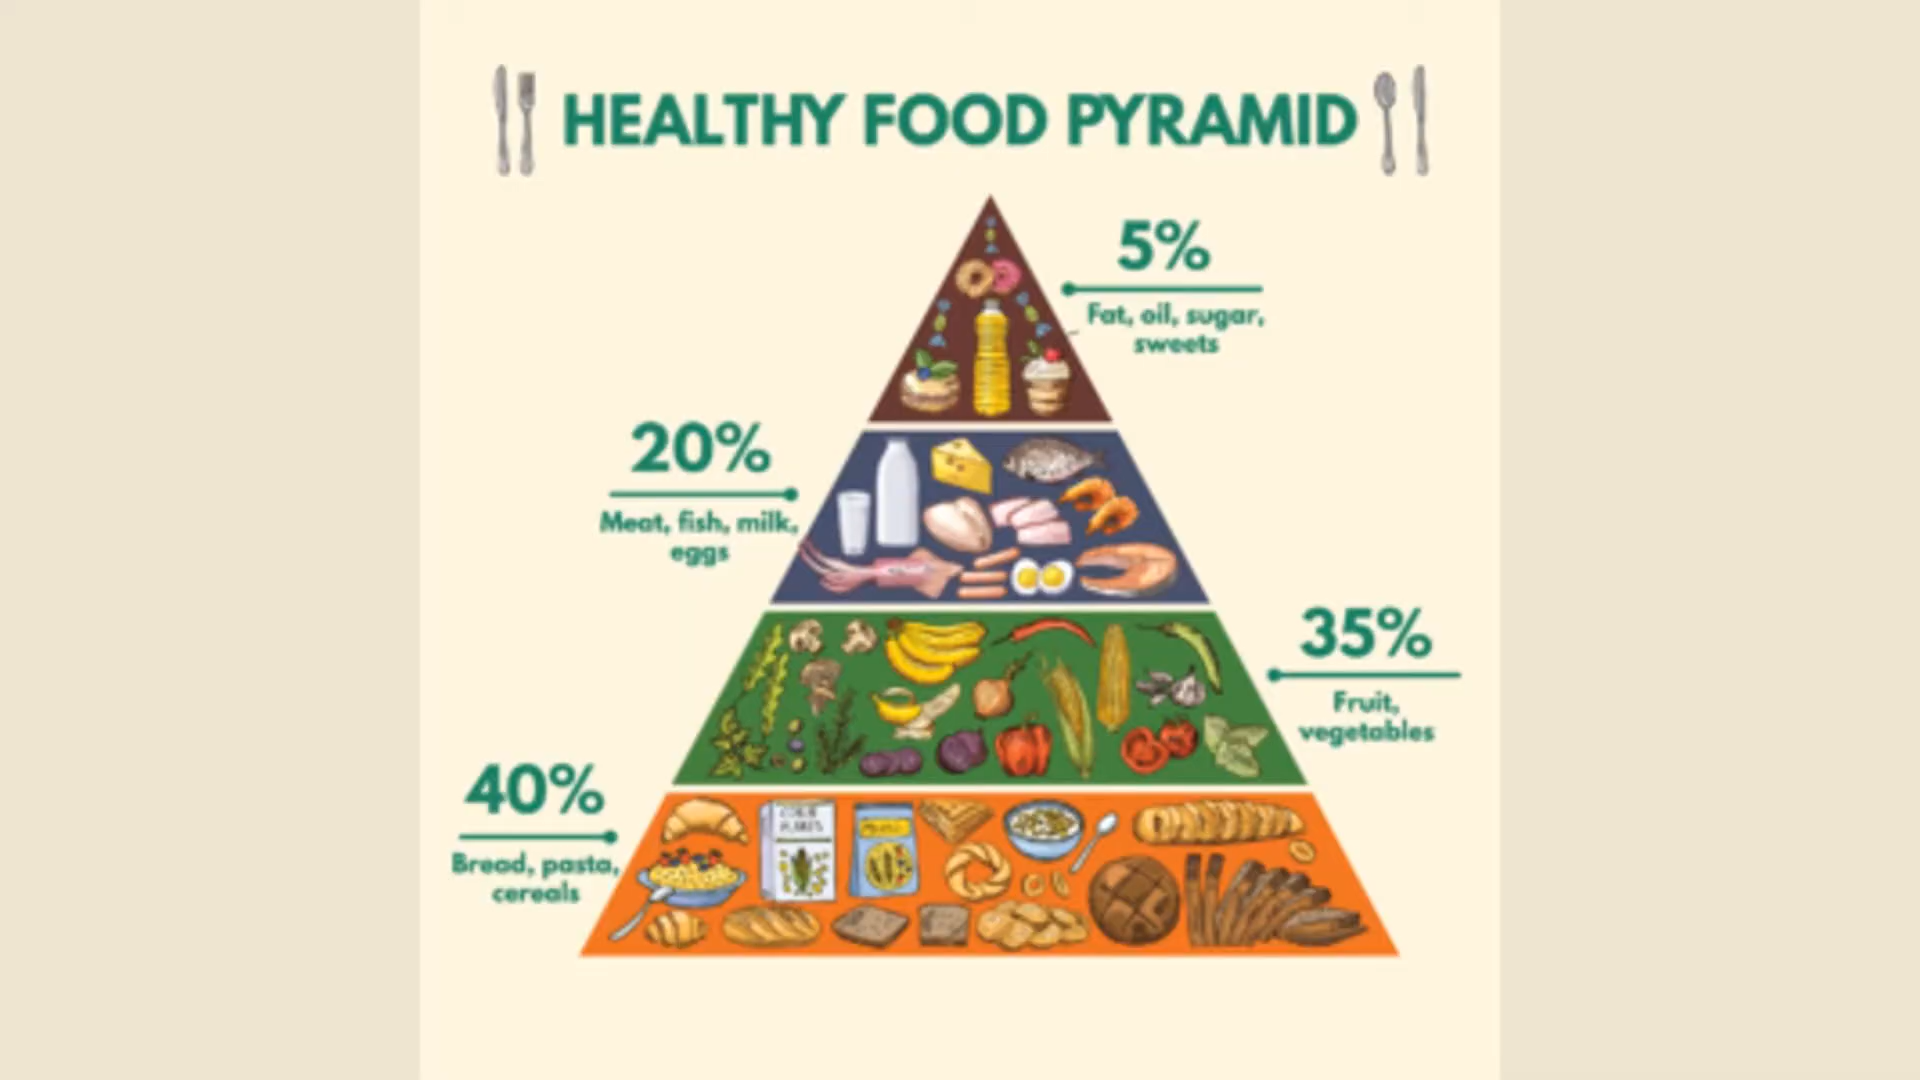 HEALTHY FOOD PYRAMID
5%
Fat, oil, sugar,
sweets
20%
Meat, fish, milk,
eggs
35%
Fruit,
vegetables
40%
Bread, pasta,
cereals